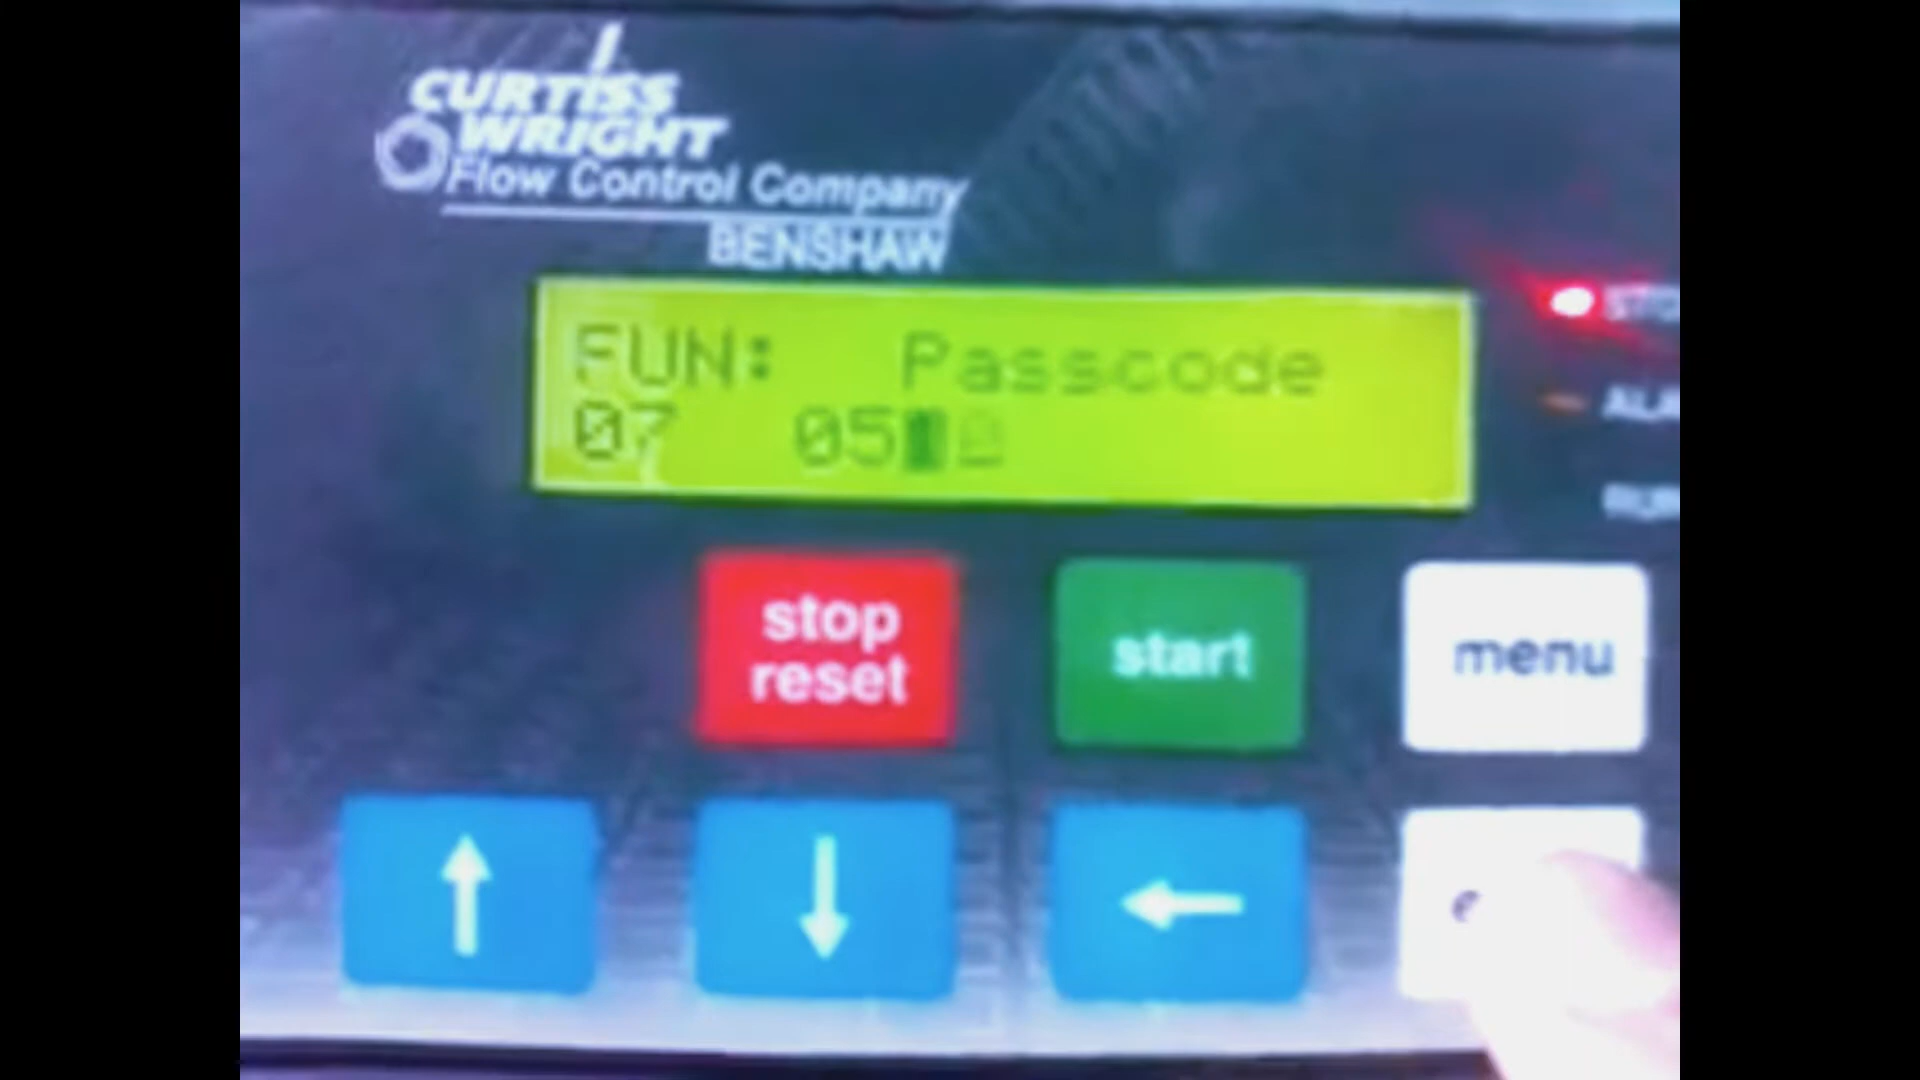 CURTISS
WRIGHT
Flow Control Company
BENSHAW
FUN: Passcode
07 05
stop
reset
start
menu